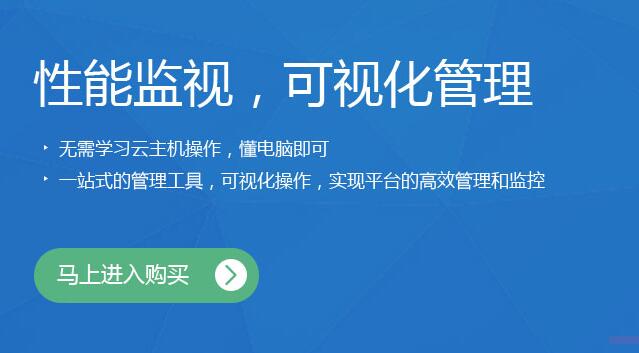 性能监视，可视化管理
无需学习云主机操作，懂电脑即可
一站式的管理工具，可视化操作，实现平台的高效管理和监控
马上进入购买